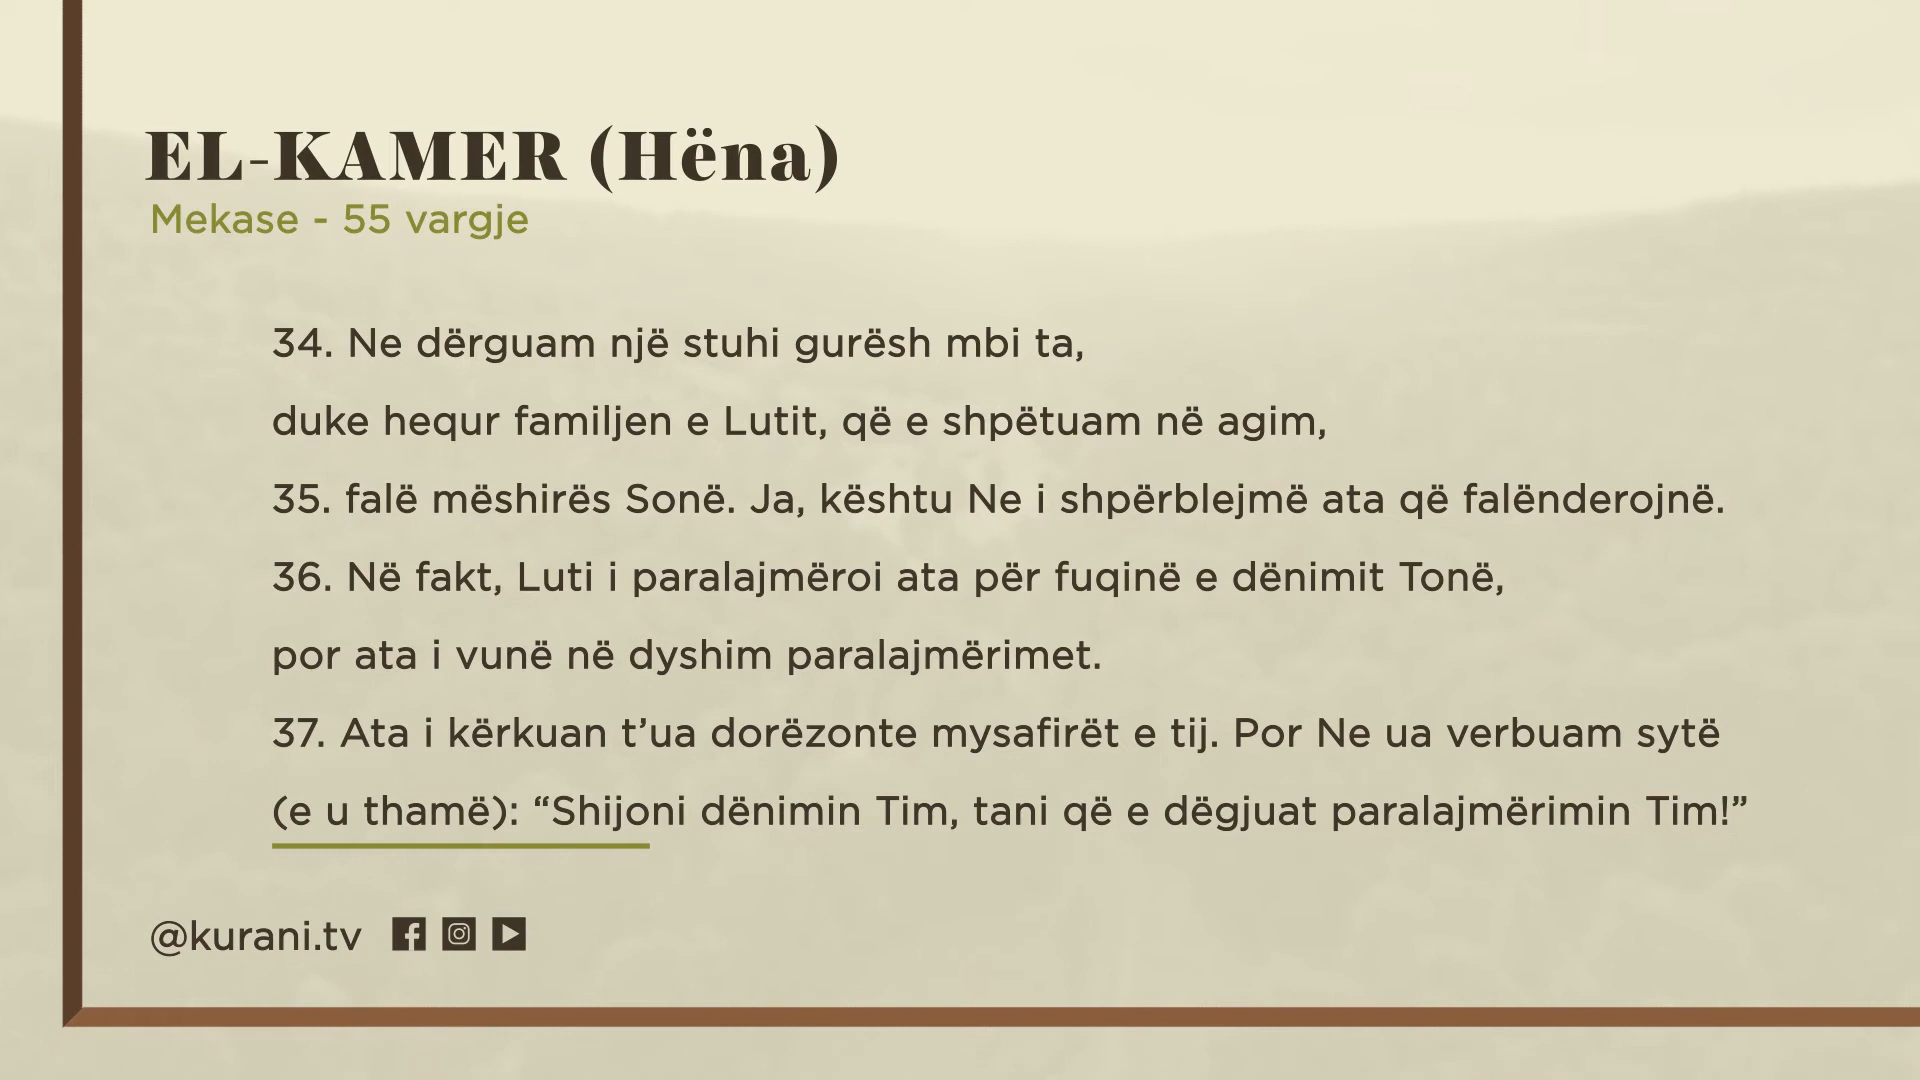 EL-KAMER (Hëna)
Mekase - 55 vargje
34. Ne dërguam një stuhi gurësh mbi ta,
duke hequr familjen e Lutit, që e shpëtuam në agim,
35. falë mëshirës Sonë. Ja, kështu Ne i shpërblejmë ata që falënderojnë.
36. Në fakt, Luti i paralajmëroi ata për fuqinë e dënimit Tonë,
por ata i vunë në dyshim paralajmërimet.
37. Ata i kërkuan t’ua dorëzonte mysafirët e tij. Por Ne ua verbuam sytë
(e u thamë): “Shijoni dënimin Tim, tani që e dëgjuat paralajmërimin Tim!”
@kurani.tv